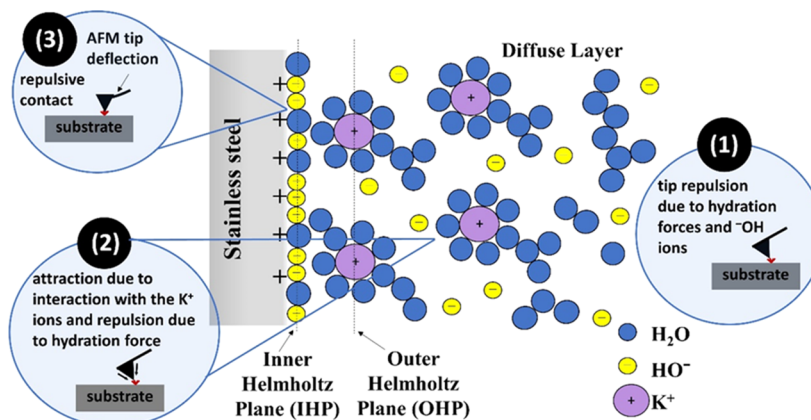 (3)
AFM tip
deflection
repulsive
contact
substrate
Stainless steel
+
+
+
+
+
+
Diffuse Layer
(1)
tip repulsion
due to hydration
forces and ⁻OH
ions
substrate
(2)
attraction due to
interaction with the K⁺
ions and repulsion due
to hydration force
substrate
Inner
Helmholtz
Plane (IHP)
Outer
Helmholtz
Plane (OHP)
H₂O
HO⁻
K⁺